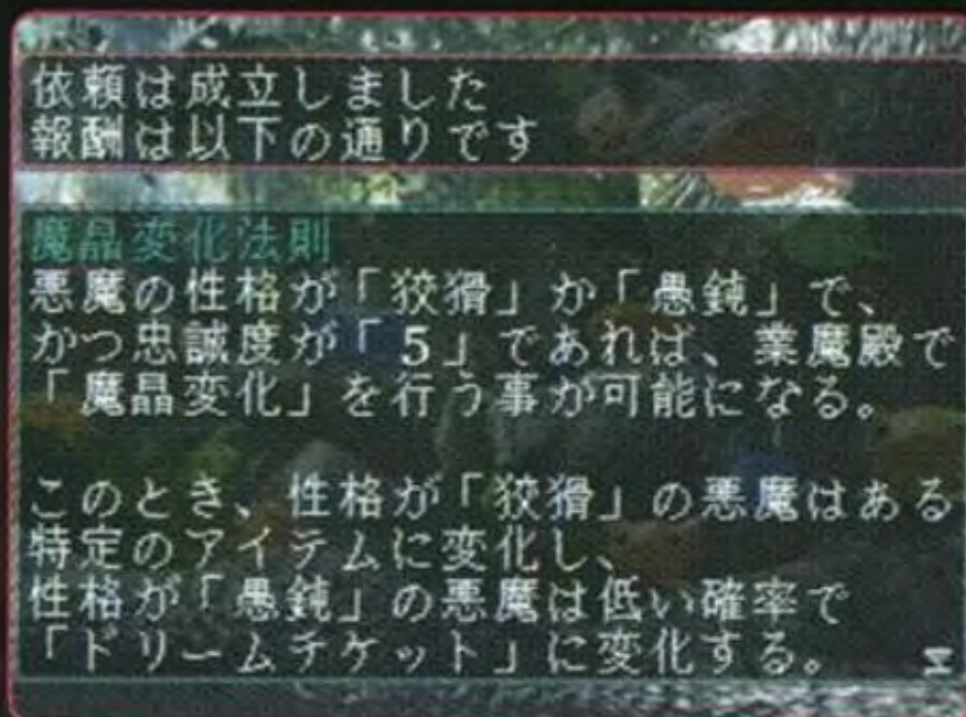 依頼は成立しました
報酬は以下の通りです
魔晶変化法則
悪魔の性格が「狡猾」か「愚鈍」で、
かつ忠誠度が「5」であれば、業魔殿で
「魔晶変化」を行う事が可能になる。
このとき、性格が「狡猾」の悪魔はある
特定のアイテムに変化し、
性格が「愚鈍」の悪魔は低い確率で
「ドリームチケット」に変化する。